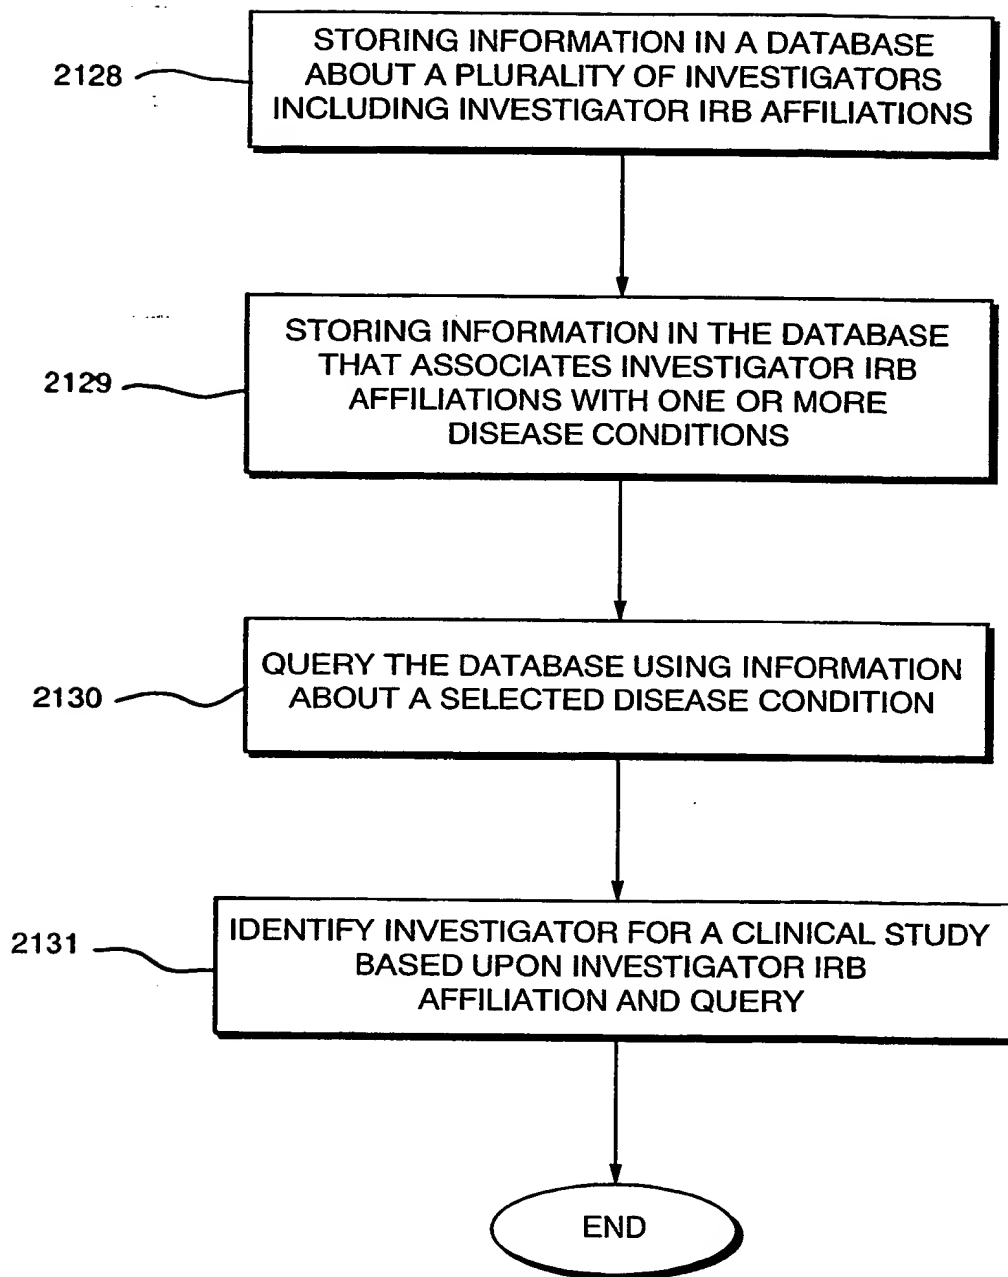 2128
STORING INFORMATION IN A DATABASE
ABOUT A PLURALITY OF INVESTIGATORS
INCLUDING INVESTIGATOR IRB AFFILIATIONS
2129
STORING INFORMATION IN THE DATABASE
THAT ASSOCIATES INVESTIGATOR IRB
AFFILIATIONS WITH ONE OR MORE
DISEASE CONDITIONS
2130
QUERY THE DATABASE USING INFORMATION
ABOUT A SELECTED DISEASE CONDITION
2131
IDENTIFY INVESTIGATOR FOR A CLINICAL STUDY
BASED UPON INVESTIGATOR IRB
AFFILIATION AND QUERY
END